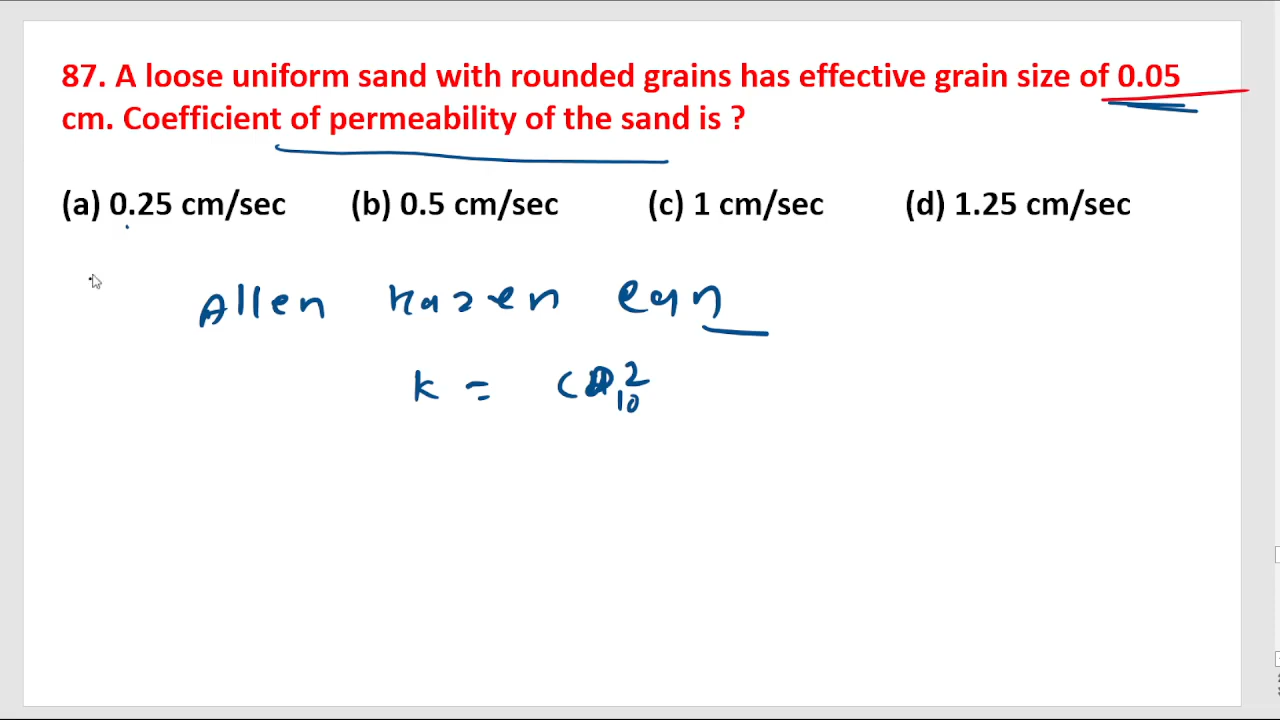 87. A loose uniform sand with rounded grains has effective grain size of 0.05
cm. Coefficient of permeability of the sand is ?
(a) 0.25 cm/sec (b) 0.5 cm/sec (c) 1 cm/sec (d) 1.25 cm/sec
Allen Hazen eqn
K = CD₁₀²